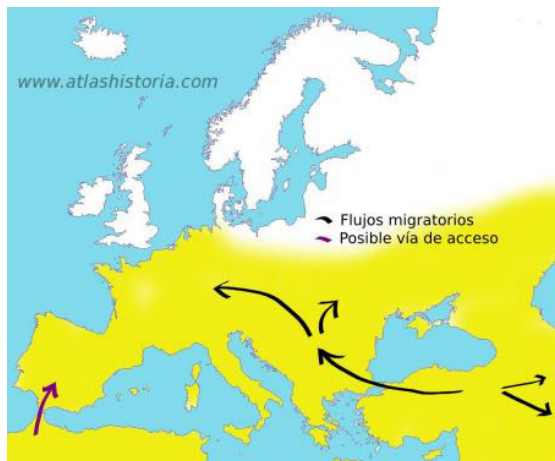 www.atlashistoria.com
Flujos migratorios
Posible vía de acceso